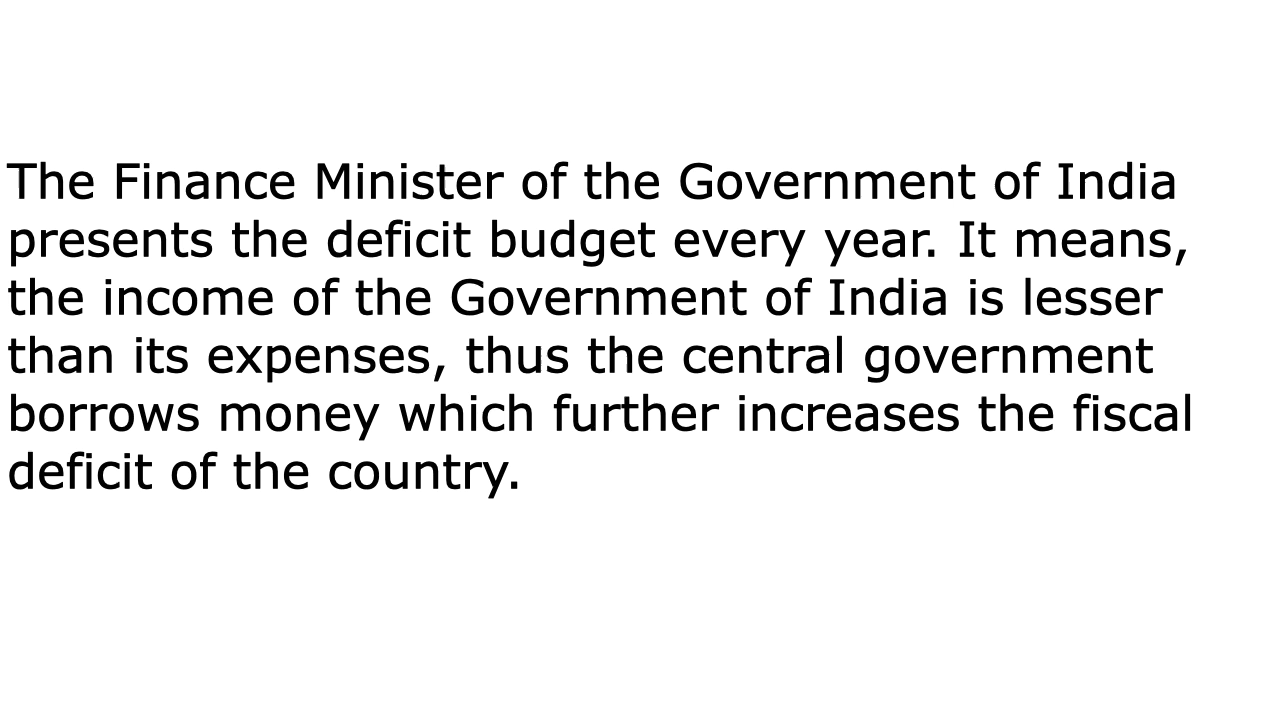 The Finance Minister of the Government of India
presents the deficit budget every year. It means,
the income of the Government of India is lesser
than its expenses, thus the central government
borrows money which further increases the fiscal
deficit of the country.